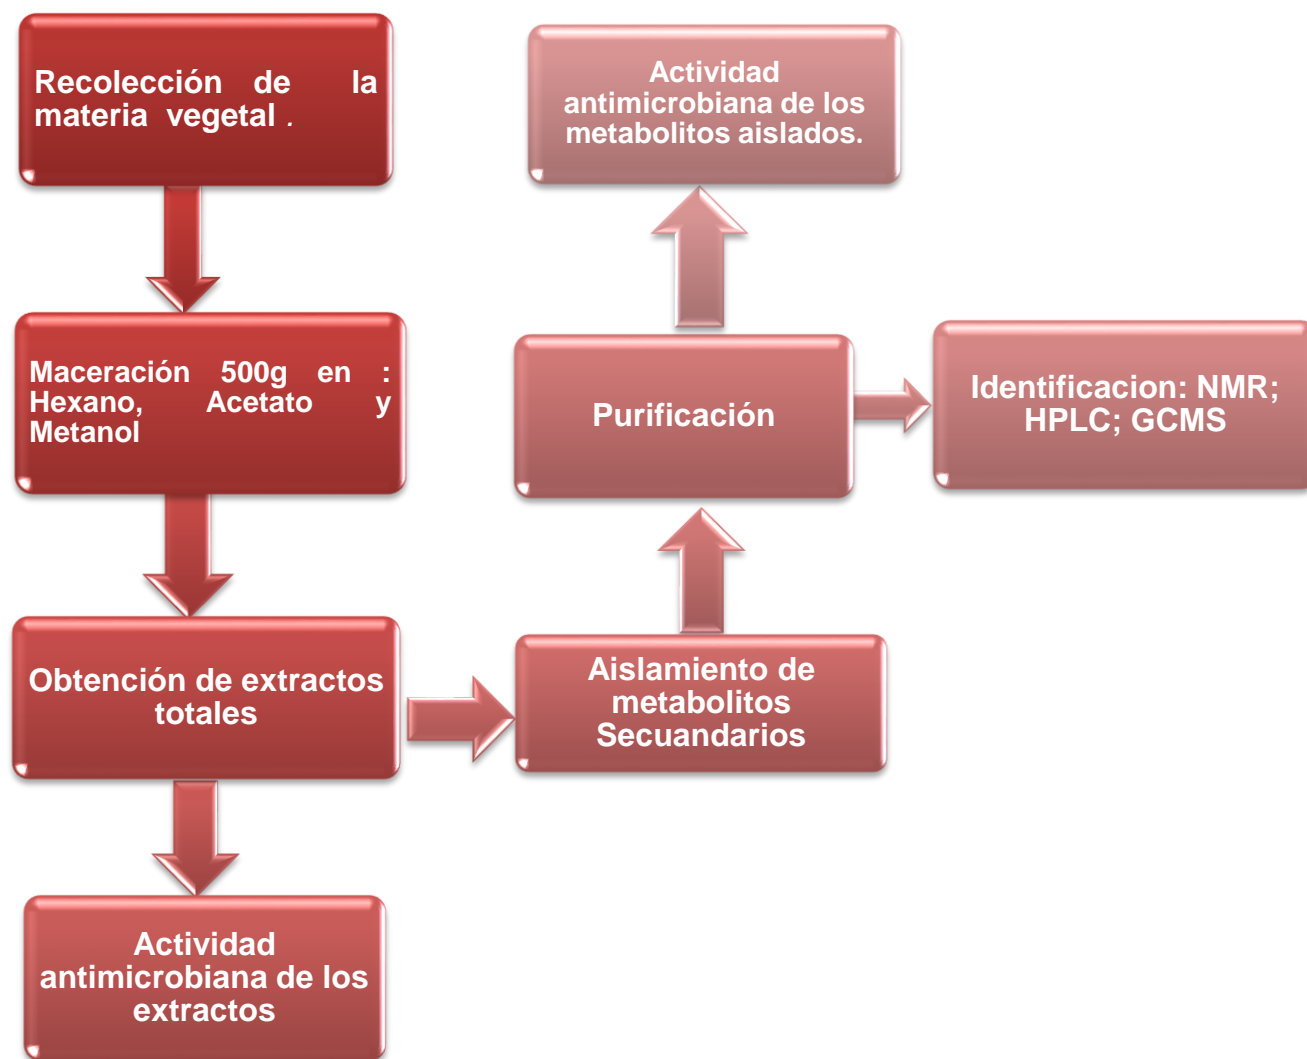 Recolección de la
materia vegetal .
Maceración 500g en :
Hexano, Acetato y
Metanol
Obtención de extractos
totales
Actividad
antimicrobiana de los
extractos
Aislamiento de
metabolitos
Secuandarios
Purificación
Identificacion: NMR;
HPLC; GCMS
Actividad
antimicrobiana de los
metabolitos aislados.